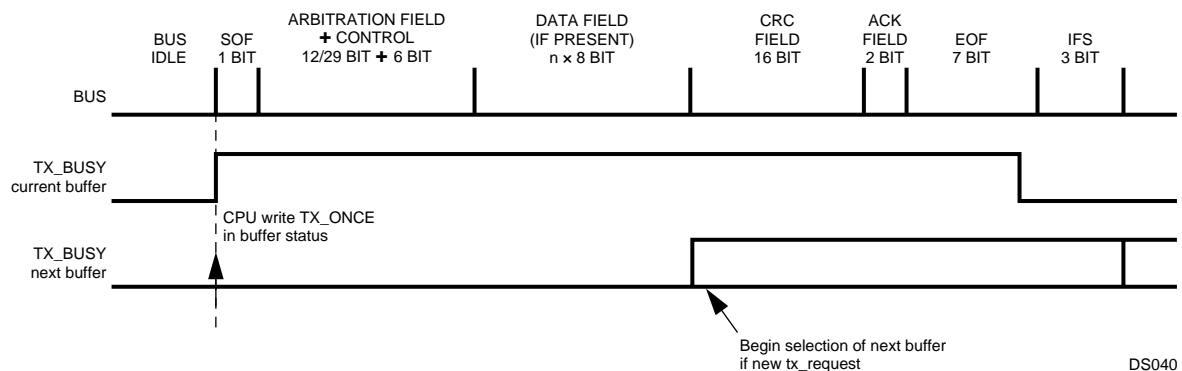 BUS
IDLE
SOF
1 BIT
ARBITRATION FIELD
+ CONTROL
12/29 BIT + 6 BIT
DATA FIELD
(IF PRESENT)
n × 8 BIT
CRC
FIELD
16 BIT
ACK
FIELD
2 BIT
EOF
7 BIT
IFS
3 BIT
BUS
TX_BUSY
current buffer
CPU write TX_ONCE
in buffer status
TX_BUSY
next buffer
Begin selection of next buffer
if new tx_request
DS040